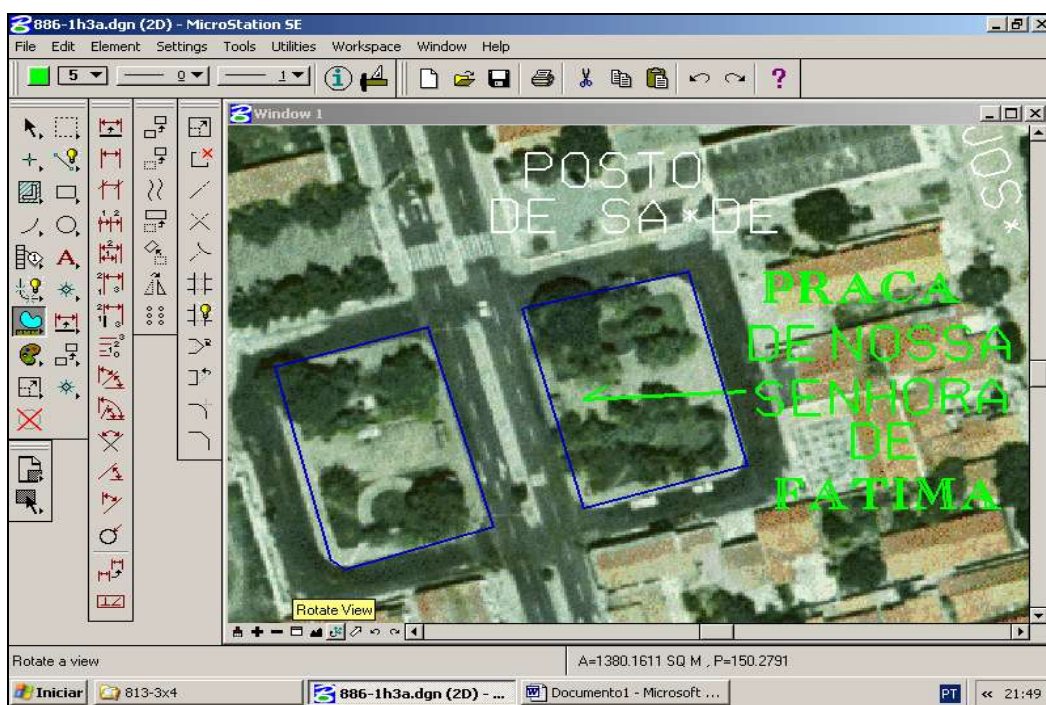 886-1h3a.dgn (2D) - MicroStation SE
File Edit Element Settings Tools Utilities Workspace Window Help
5 0 1
Window 1
POSTO
DE SA*DE
JOS*
PRACA
DE NOSSA
SENHORA
DE
FATIMA
Rotate View
Rotate a view
A=1380.1611 SQ M , P=150.2791
Iniciar
813-3x4
886-1h3a.dgn (2D) - ...
Documento1 - Microsoft ...
PT
21:49